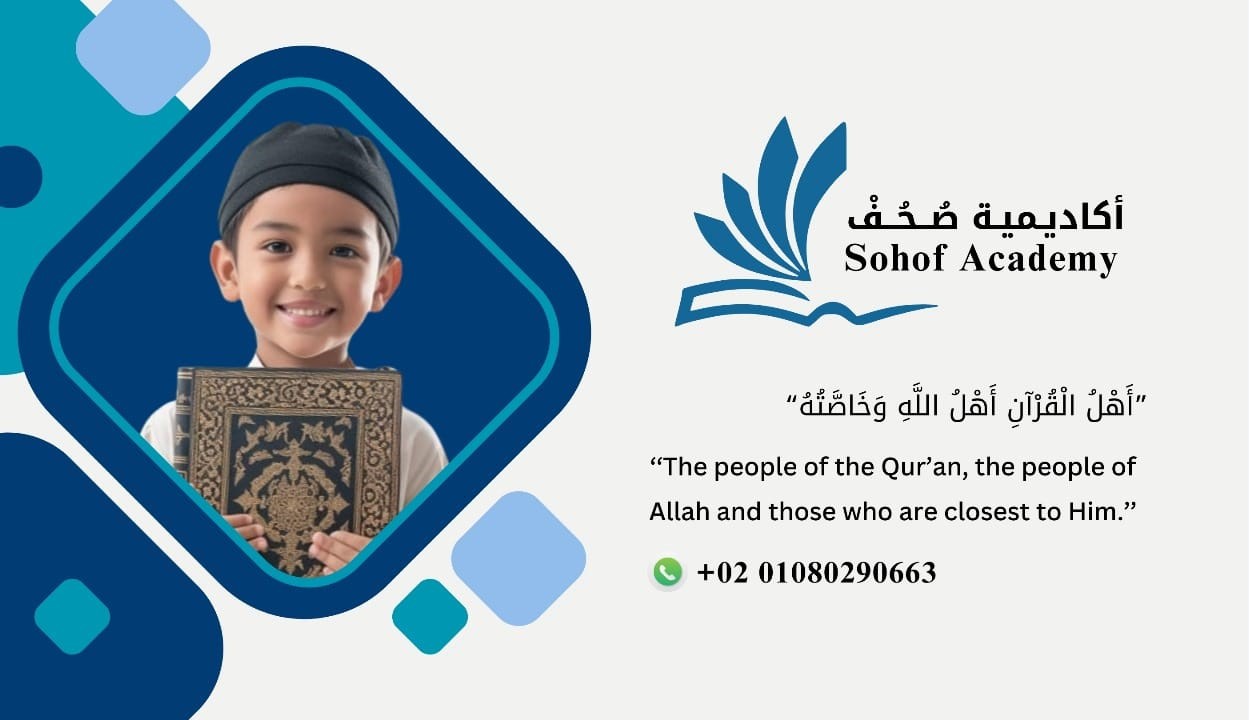 أكاديمية صُحُفْ
Sohof Academy
”أَهْلُ الْقُرْآنِ أَهْلُ اللَّهِ وَخَاصَّتُهُ“
“The people of the Qur’an, the people of
Allah and those who are closest to Him.”
+02 01080290663